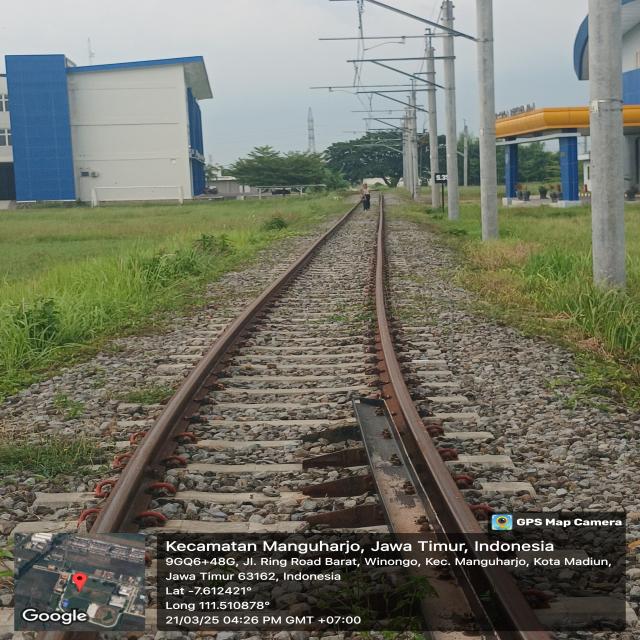 GPS Map Camera
Kecamatan Manguharjo, Jawa Timur, Indonesia
9GQ6+48G, Jl. Ring Road Barat, Winongo, Kec. Manguharjo, Kota Madiun,
Jawa Timur 63162, Indonesia
Lat -7.612421°
Long 111.510878°
21/03/25 04:26 PM GMT +07:00
Google